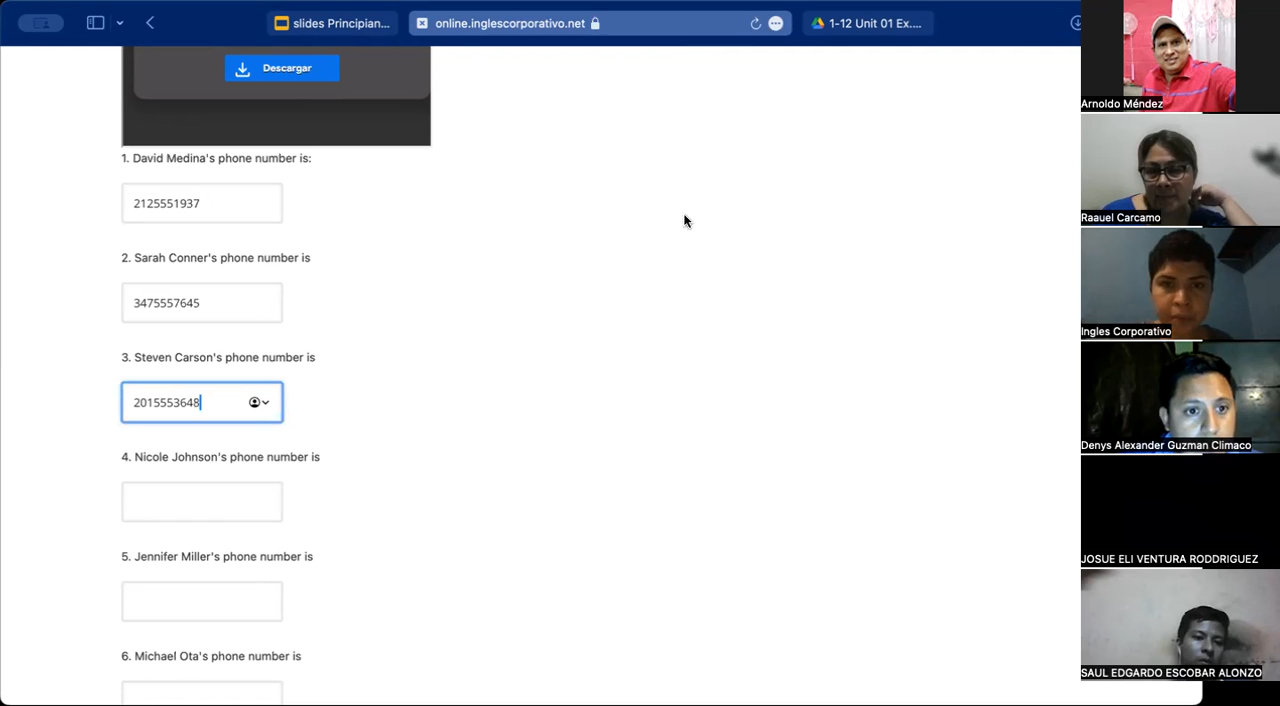 slides Principian...
online.inglescorporativo.net
1-12 Unit 01 Ex....
Descargar
1. David Medina's phone number is:
2125551937
2. Sarah Conner's phone number is
3475557645
3. Steven Carson's phone number is
2015553648
4. Nicole Johnson's phone number is
5. Jennifer Miller's phone number is
6. Michael Ota's phone number is
Arnoldo Méndez
Raauel Carcamo
Ingles Corporativo
Denys Alexander Guzman Climaco
JOSUE ELI VENTURA RODDRIGUEZ
SAUL EDGARDO ESCOBAR ALONZO